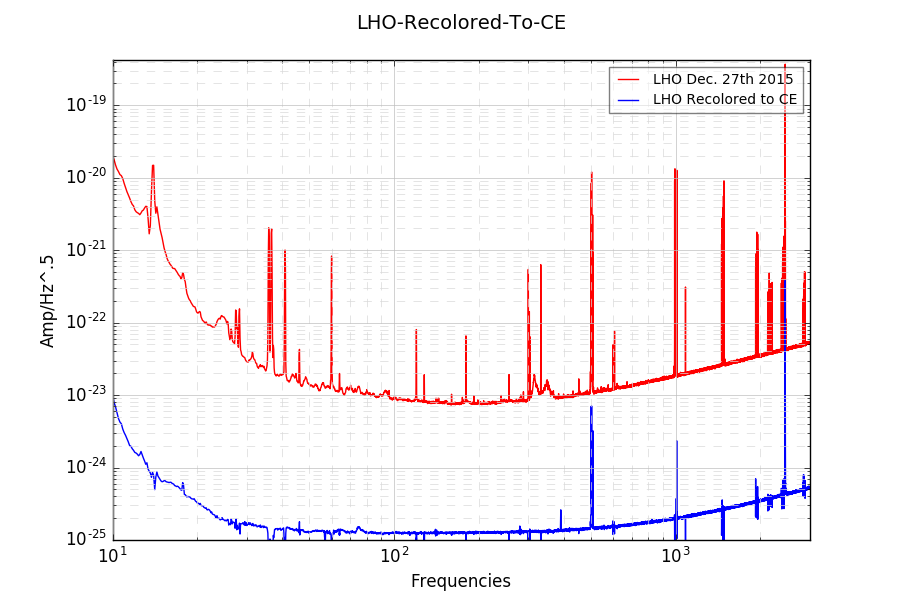 LHO-Recolored-To-CE
LHO Dec. 27th 2015
LHO Recolored to CE
Amp/Hz^.5
10^-19
10^-20
10^-21
10^-22
10^-23
10^-24
10^-25
10^1
10^2
10^3
Frequencies